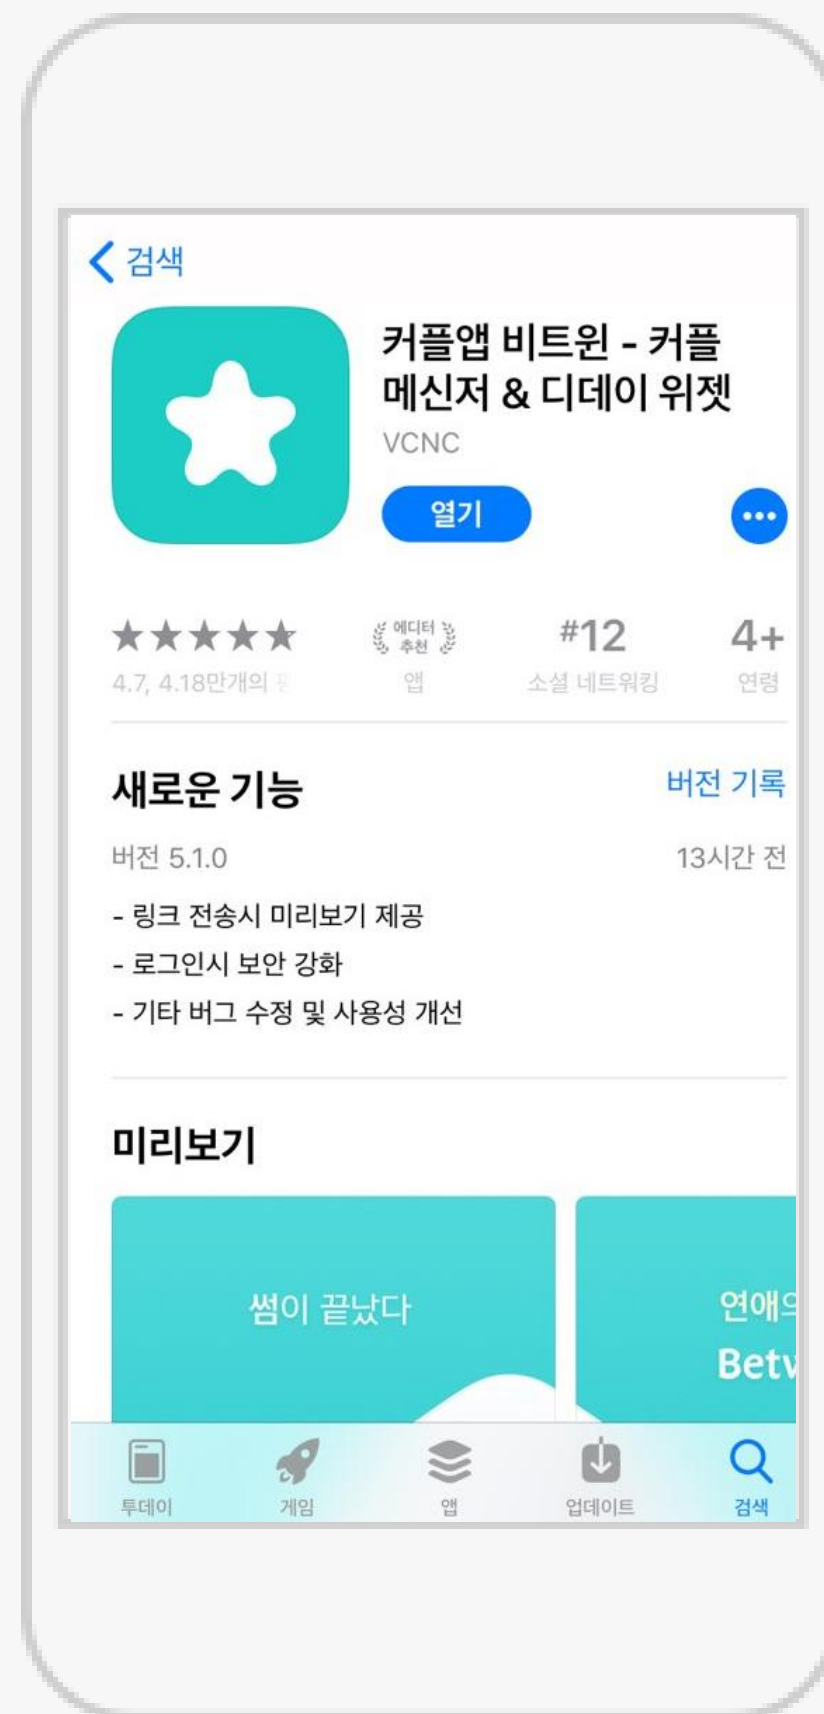 검색
커플앱 비트윈 - 커플
메신저 & 디데이 위젯
VCNC
열기
에디터
추천
#12
4+
4.7, 4.18만개의
앱
소셜 네트워킹
연령
새로운 기능
버전 기록
버전 5.1.0
13시간 전
- 링크 전송시 미리보기 제공
- 로그인시 보안 강화
- 기타 버그 수정 및 사용성 개선
미리보기
썸이 끝났다
연애
Betw
투데이
게임
앱
업데이트
검색